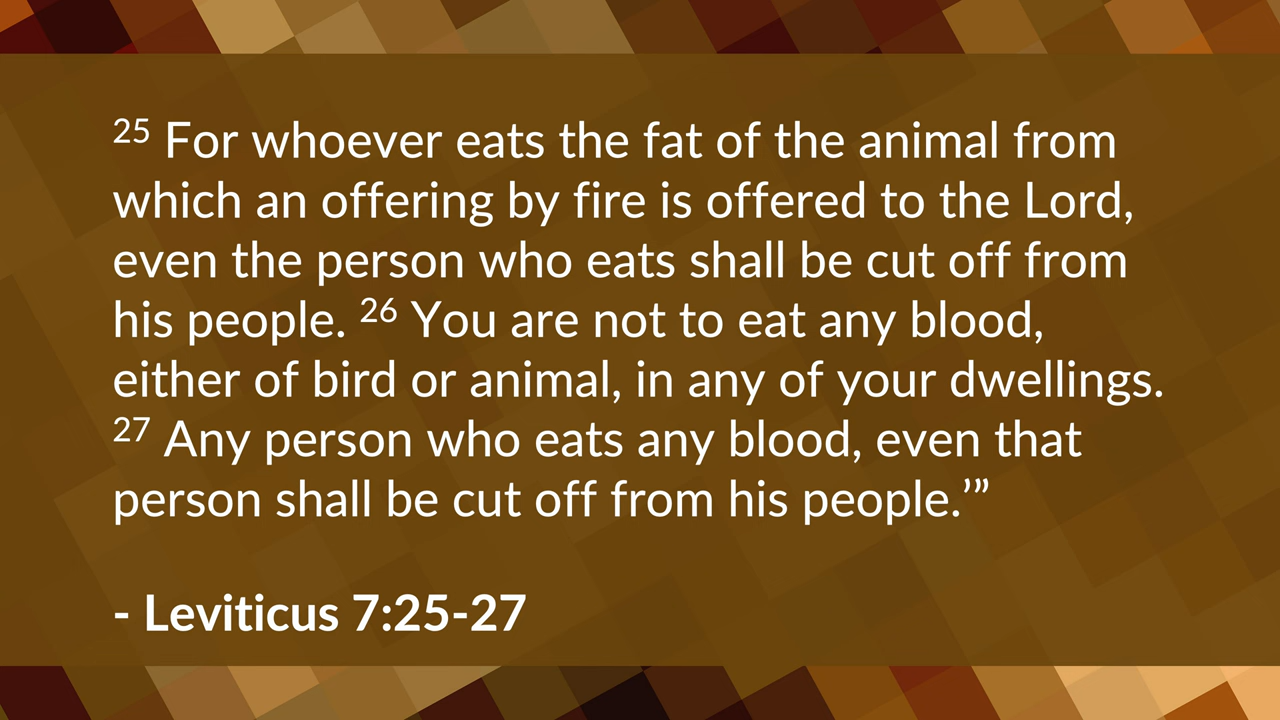 25 For whoever eats the fat of the animal from
which an offering by fire is offered to the Lord,
even the person who eats shall be cut off from
his people. 26 You are not to eat any blood,
either of bird or animal, in any of your dwellings.
27 Any person who eats any blood, even that
person shall be cut off from his people.’”
- Leviticus 7:25-27